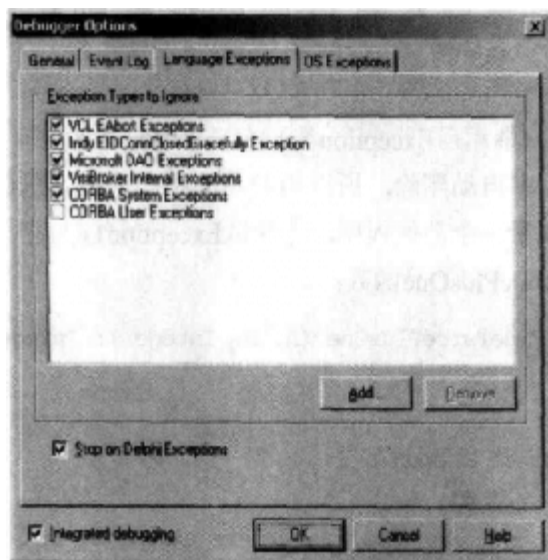 Debugger Options
General
Event Log
Language Exceptions
OS Exceptions
Exception Types to Ignore
VCL EAbort Exceptions
Indy EIDConnClosedGracefully Exception
Microsoft DAO Exceptions
VisiBroker Internal Exceptions
CORBA System Exceptions
CORBA User Exceptions
Add...
Remove
Stop on Delphi Exceptions
Integrated debugging
OK
Cancel
Help